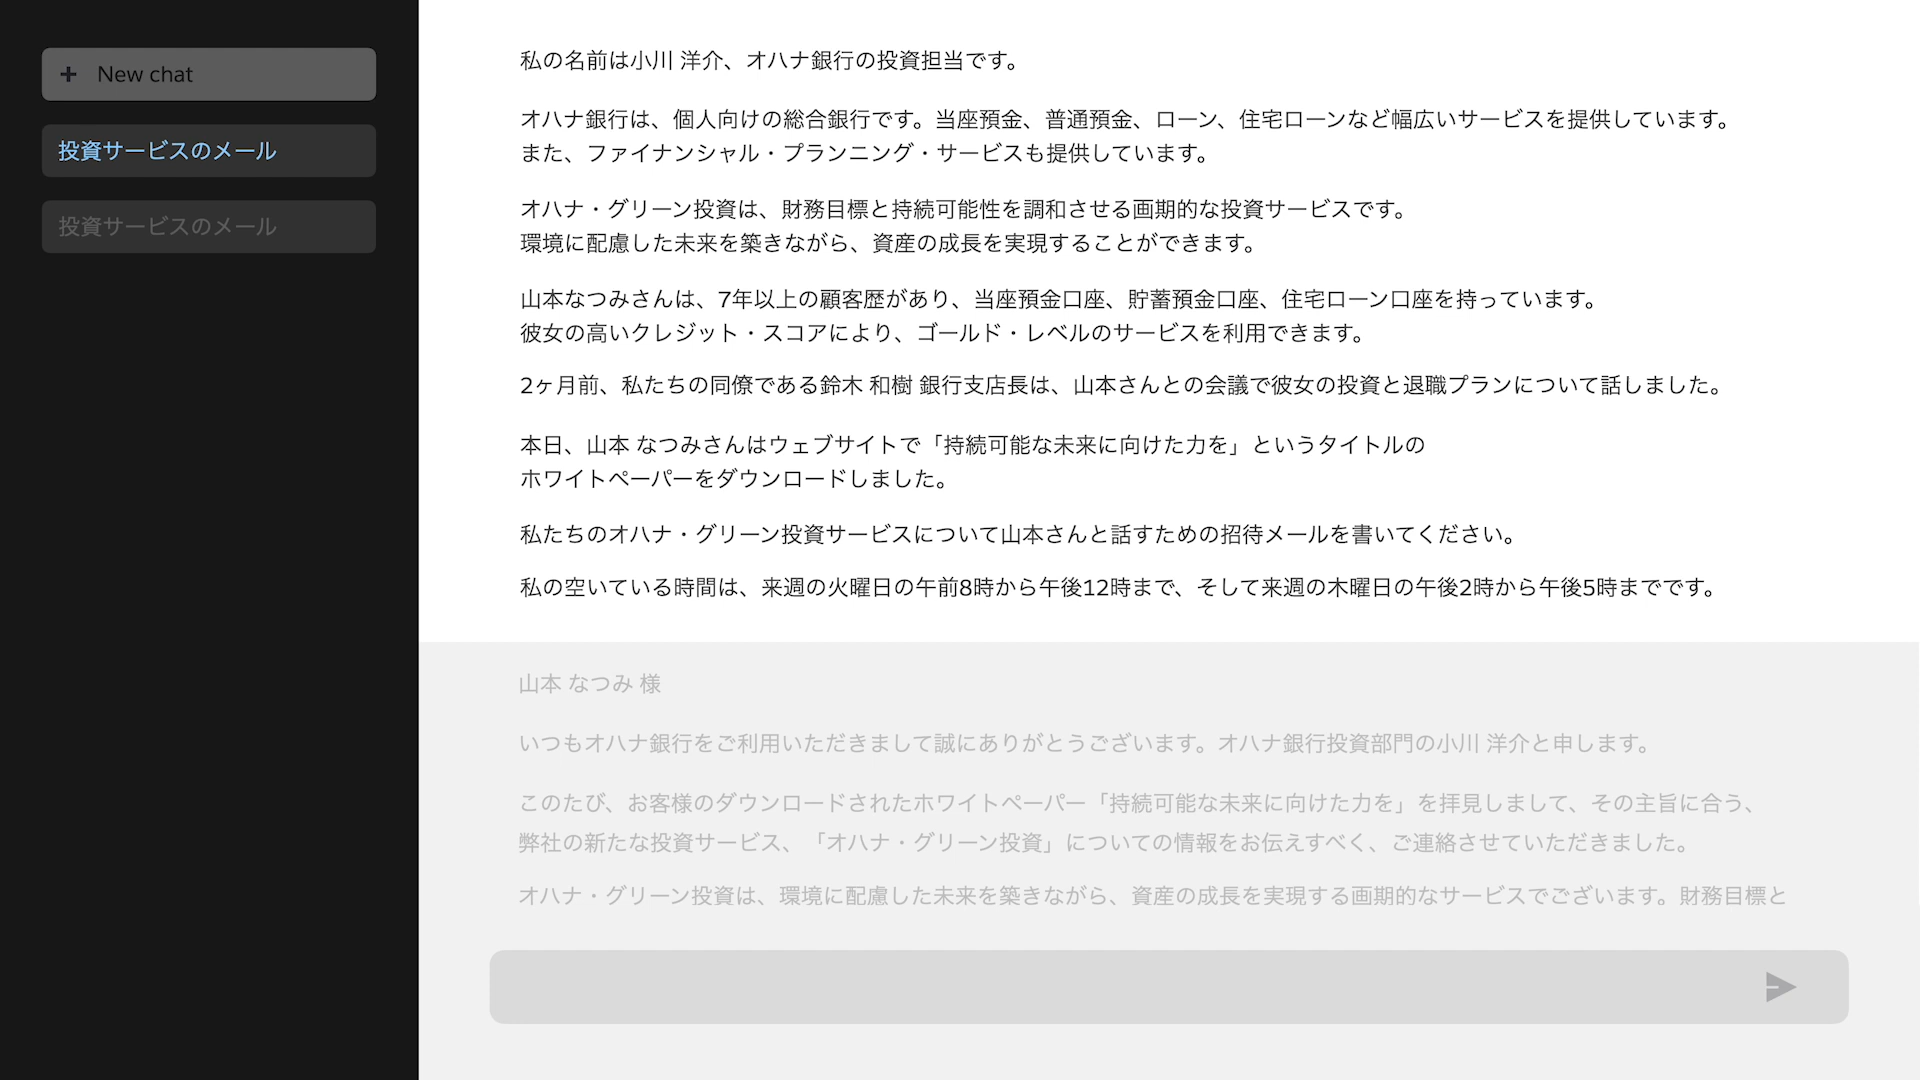 New chat
投資サービスのメール
投資サービスのメール
私の名前は小川 洋介、オハナ銀行の投資担当です。
オハナ銀行は、個人向けの総合銀行です。当座預金、普通預金、ローン、住宅ローンなど幅広いサービスを提供しています。
また、ファイナンシャル・プランニング・サービスも提供しています。
オハナ・グリーン投資は、財務目標と持続可能性を調和させる画期的な投資サービスです。
環境に配慮した未来を築きながら、資産の成長を実現することができます。
山本なつみさんは、7年以上の顧客歴があり、当座預金口座、貯蓄預金口座、住宅ローン口座を持っています。
彼女の高いクレジット・スコアにより、ゴールド・レベルのサービスを利用できます。
2ヶ月前、私たちの同僚である鈴木 和樹 銀行支店長は、山本さんとの会議で彼女の投資と退職プランについて話しました。
本日、山本 なつみさんはウェブサイトで「持続可能な未来に向けた力を」というタイトルの
ホワイトペーパーをダウンロードしました。
私たちのオハナ・グリーン投資サービスについて山本さんと話すための招待メールを書いてください。
私の空いている時間は、来週の火曜日の午前8時から午後12時まで、そして来週の木曜日の午後2時から午後5時までです。
山本 なつみ 様
いつもオハナ銀行をご利用いただきまして誠にありがとうございます。オハナ銀行投資部門の小川 洋介と申します。
このたび、お客様のダウンロードされたホワイトペーパー「持続可能な未来に向けた力を」を拝見しまして、その主旨に合う、
弊社の新たな投資サービス、「オハナ・グリーン投資」についての情報をお伝えすべく、ご連絡させていただきました。
オハナ・グリーン投資は、環境に配慮した未来を築きながら、資産の成長を実現する画期的なサービスでございます。財務目標と